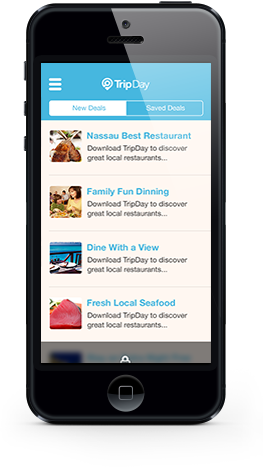 TripDay
New Deals
Saved Deals
Nassau Best Restaurant
Download TripDay to discover
great local restaurants...
Family Fun Dinning
Download TripDay to discover
great local restaurants...
Dine With a View
Download TripDay to discover
great local restaurants...
Fresh Local Seafood
Download TripDay to discover
great local restaurants...